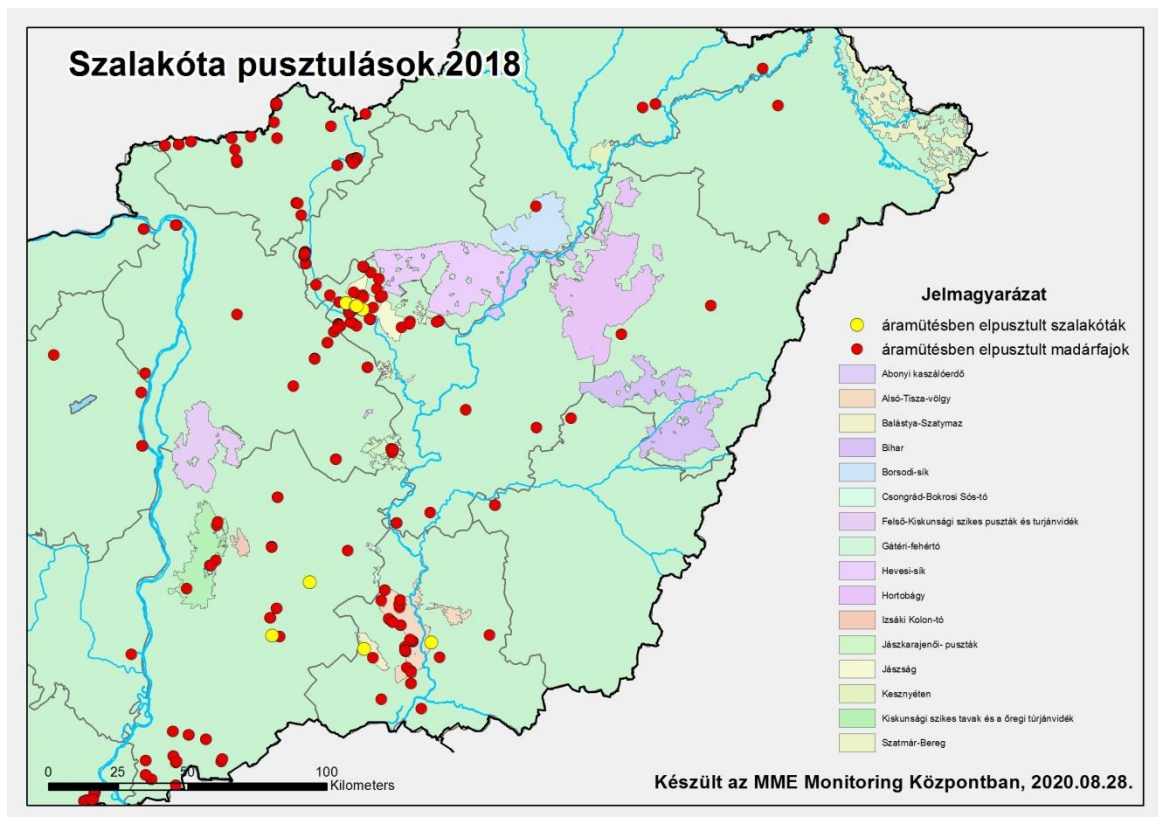 Szalakóta pusztulások 2018
Jelmagyarázat
áramütésben elpusztult szalakóták
áramütésben elpusztult madárfajok
Abonyi kaszálóerdő
Alsó-Tisza-völgy
Balástya-Szatymaz
Bihar
Borsodi-sík
Csongrád-Bokrosi Sós-tó
Felső-Kiskunsági szikes puszták és turjánvidék
Gátéri-fehértó
Hevesi-sík
Hortobágy
Izsáki Kolon-tó
Jászkarajenői- puszták
Jászság
Kesznyéten
Kiskunsági szikes tavak és a őregi túrjánvidék
Szatmár-Bereg
0 25 50 100
Kilometers
Készült az MME Monitoring Központban, 2020.08.28.